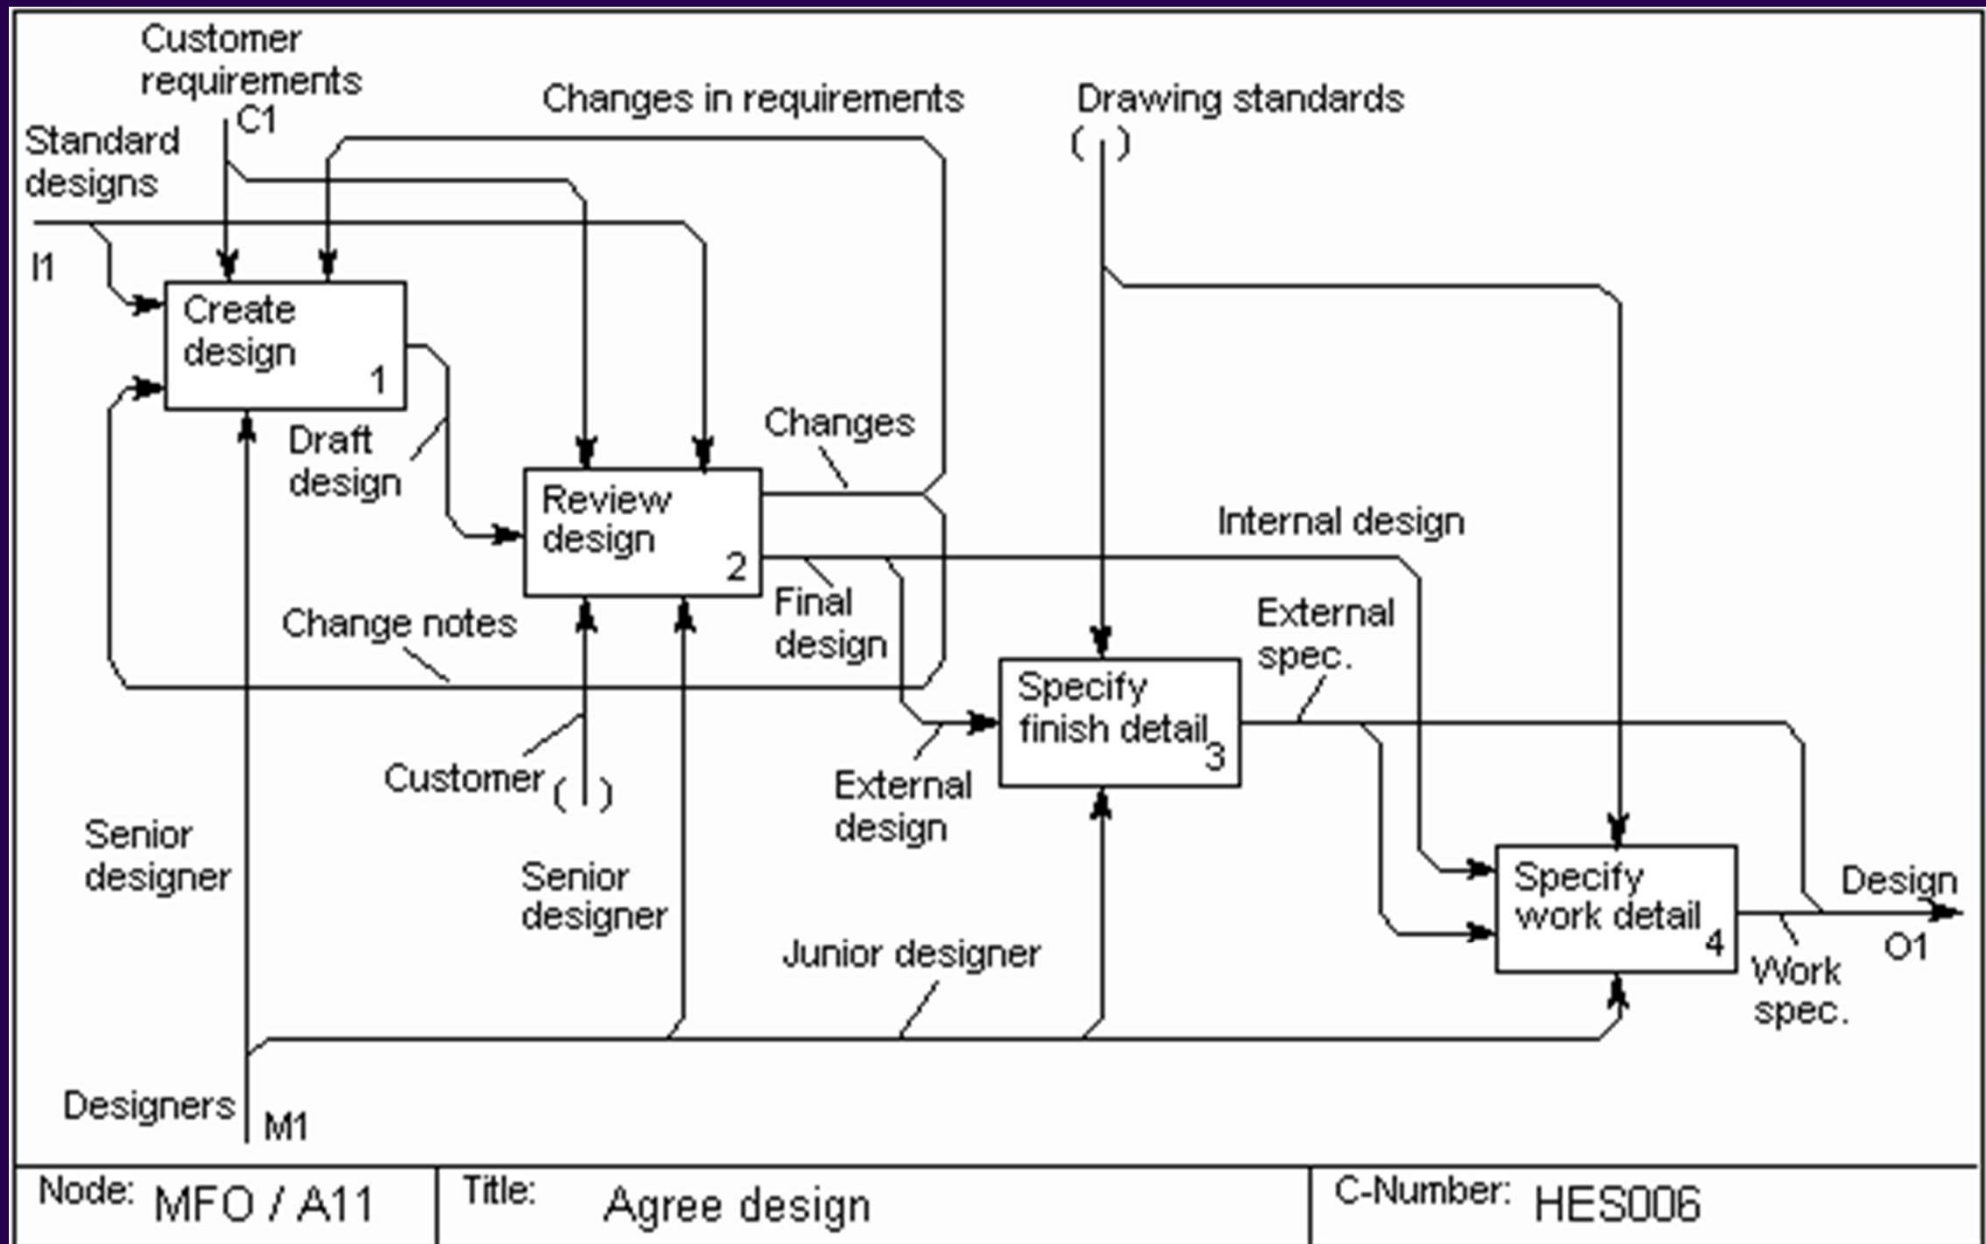 Customer
requirements
C1
Changes in requirements
Drawing standards
( )
Standard
designs
I1
Create
design
1
Draft
design
Changes
Review
design
2
Internal design
Change notes
Final
design
External
spec.
Specify
finish detail
3
Customer ( )
External
design
Senior
designer
Senior
designer
Specify
work detail
4
Design
O1
Junior designer
Work
spec.
Designers
M1
Node: MFO / A11
Title: Agree design
C-Number: HES006